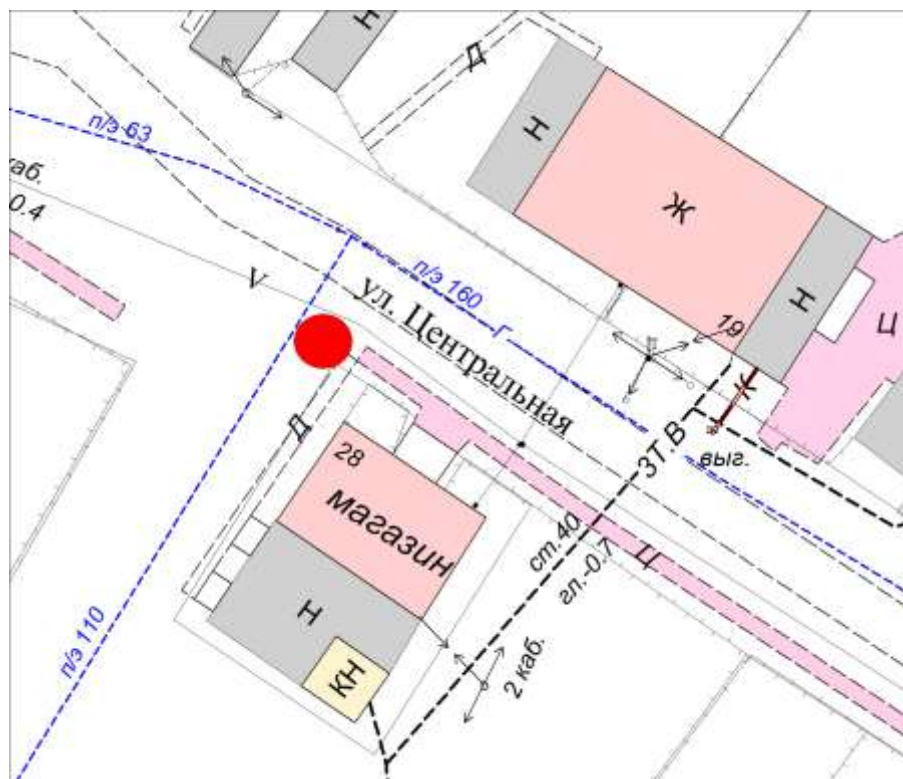 Д
п/э 63
Н
каб.
0.4
Ж
V
п/э 160
Г
ул. Центральная
19
Н
Ц
К
Д
28
магазин
3Т.В
выг.
ст.40
гл.-0.7
Ц
Н
КН
2 каб.
п/э 110